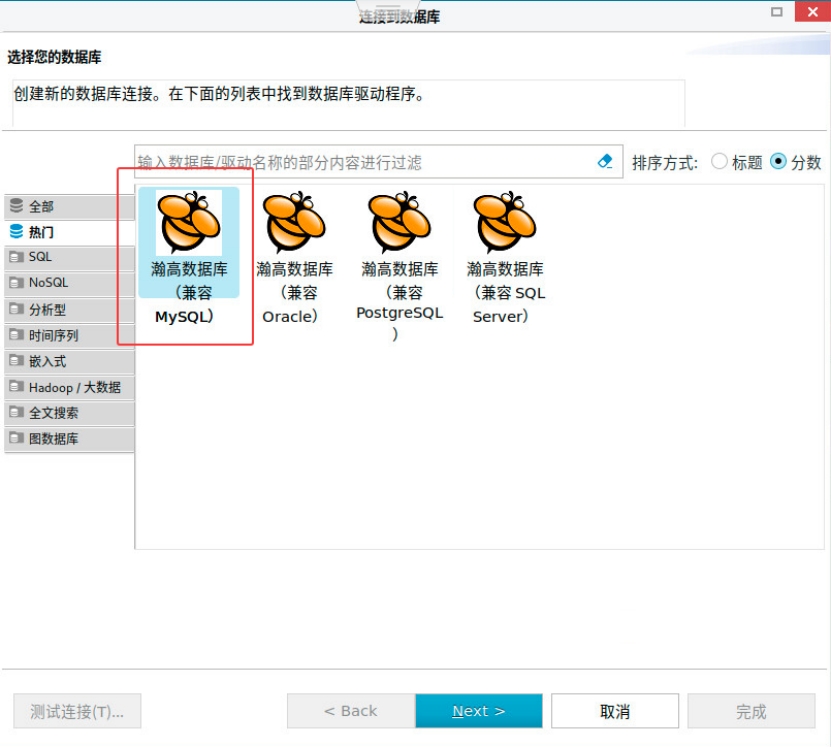 连接到数据库
选择您的数据库
创建新的数据库连接。在下面的列表中找到数据库驱动程序。
输入数据库/驱动名称的部分内容进行过滤
排序方式: 标题 分数
全部
热门
SQL
NoSQL
分析型
时间序列
嵌入式
Hadoop / 大数据
全文搜索
图数据库
瀚高数据库
（兼容
MySQL）
瀚高数据库
（兼容
Oracle）
瀚高数据库
（兼容
PostgreSQL
）
瀚高数据库
（兼容 SQL
Server）
测试连接(T)...
< Back
Next >
取消
完成